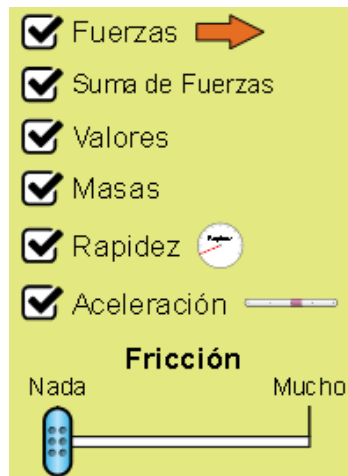 Fuerzas
Suma de Fuerzas
Valores
Masas
Rapidez
Aceleración
Fricción
Nada Mucho